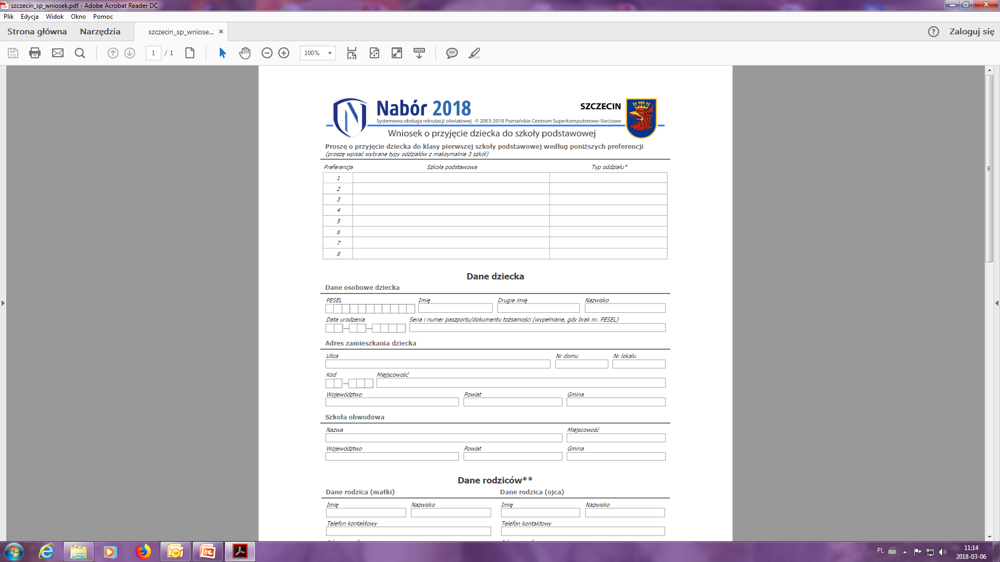 szczecin_sp_wniosek.pdf - Adobe Acrobat Reader DC
Plik Edycja Widok Okno Pomoc
Strona główna Narzędzia szczecin_sp_wniose... × ? Zaloguj się
1 / 1 100%
Nabór 2018 SZCZECIN
Systemowa obsługa rekrutacji oświatowej © 2003-2018 Poznańskie Centrum Superkomputerowo-Sieciowe
Wniosek o przyjęcie dziecka do szkoły podstawowej
Proszę o przyjęcie dziecka do klasy pierwszej szkoły podstawowej według poniższych preferencji
(proszę wpisać wybrane typy oddziałów z maksymalnie 3 szkół)
Preferencja Szkoła podstawowa Typ oddziału*
1
2
3
4
5
6
7
8
Dane dziecka
Dane osobowe dziecka
PESEL Imię Drugie imię Nazwisko
Data urodzenia Seria i numer paszportu/dokumentu tożsamości (wypełniane, gdy brak nr. PESEL)
Adres zamieszkania dziecka
Ulica Nr domu Nr lokalu
Kod Miejscowość
Województwo Powiat Gmina
Szkoła obwodowa
Nazwa Miejscowość
Województwo Powiat Gmina
Dane rodziców**
Dane rodzica (matki) Dane rodzica (ojca)
Imię Nazwisko Imię Nazwisko
Telefon kontaktowy Telefon kontaktowy
PL 11:14
2018-03-06